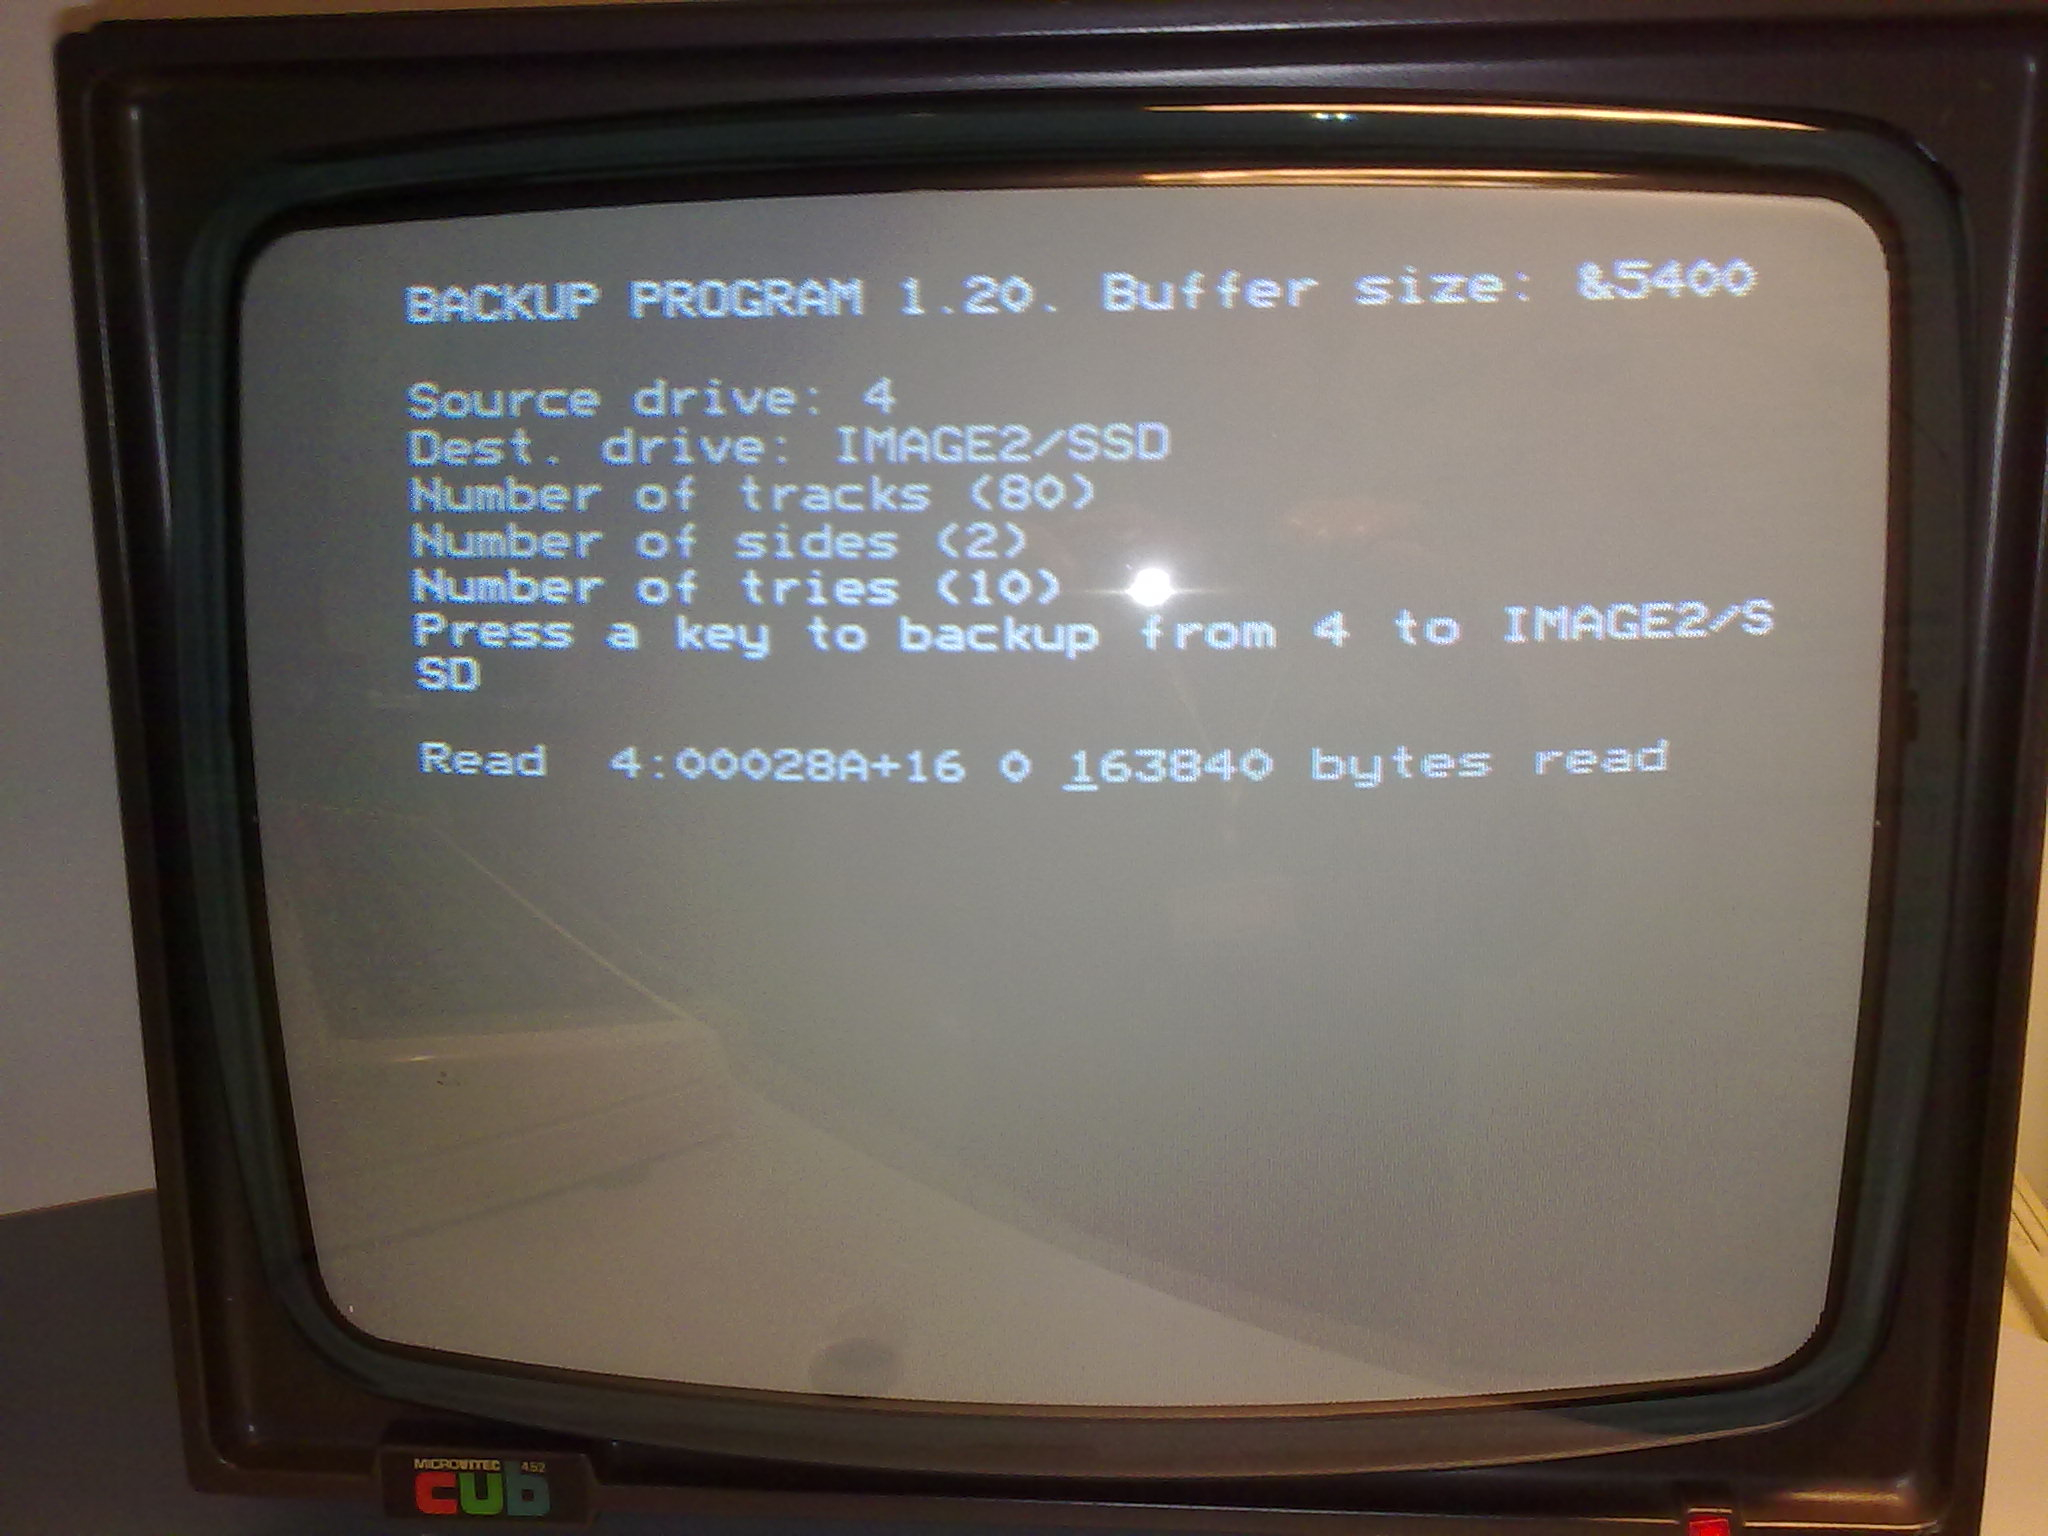 BACKUP PROGRAM 1.20. Buffer size: &5400
Source drive: 4
Dest. drive: IMAGE2/SSD
Number of tracks (80)
Number of sides (2)
Number of tries (10)
Press a key to backup from 4 to IMAGE2/S
SD
Read  4:00028A+16 0 163840 bytes read
MICROVITEC 452
cub